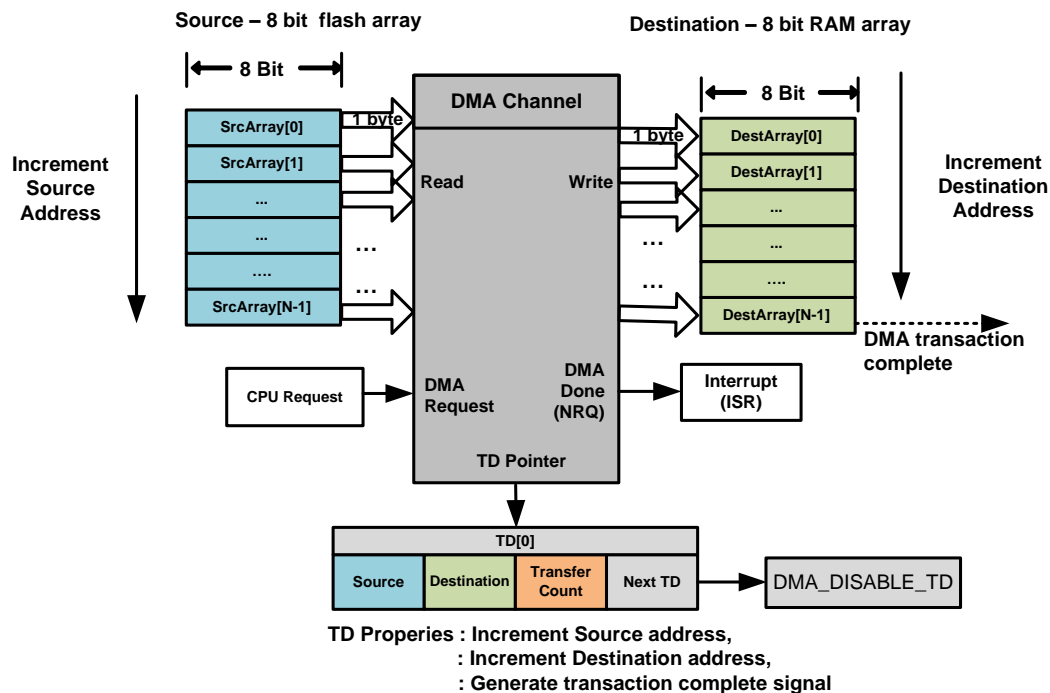 Source – 8 bit flash array
Destination – 8 bit RAM array
8 Bit
8 Bit
DMA Channel
SrcArray[0]
SrcArray[1]
...
...
....
SrcArray[N-1]
1 byte
...
...
Increment
Source
Address
Read
Write
1 byte
...
...
DestArray[0]
DestArray[1]
...
...
....
DestArray[N-1]
Increment
Destination
Address
DMA transaction
complete
CPU Request
DMA
Request
DMA
Done
(NRQ)
Interrupt
(ISR)
TD Pointer
TD[0]
Source
Destination
Transfer
Count
Next TD
DMA_DISABLE_TD
TD Properies : Increment Source address,
: Increment Destination address,
: Generate transaction complete signal